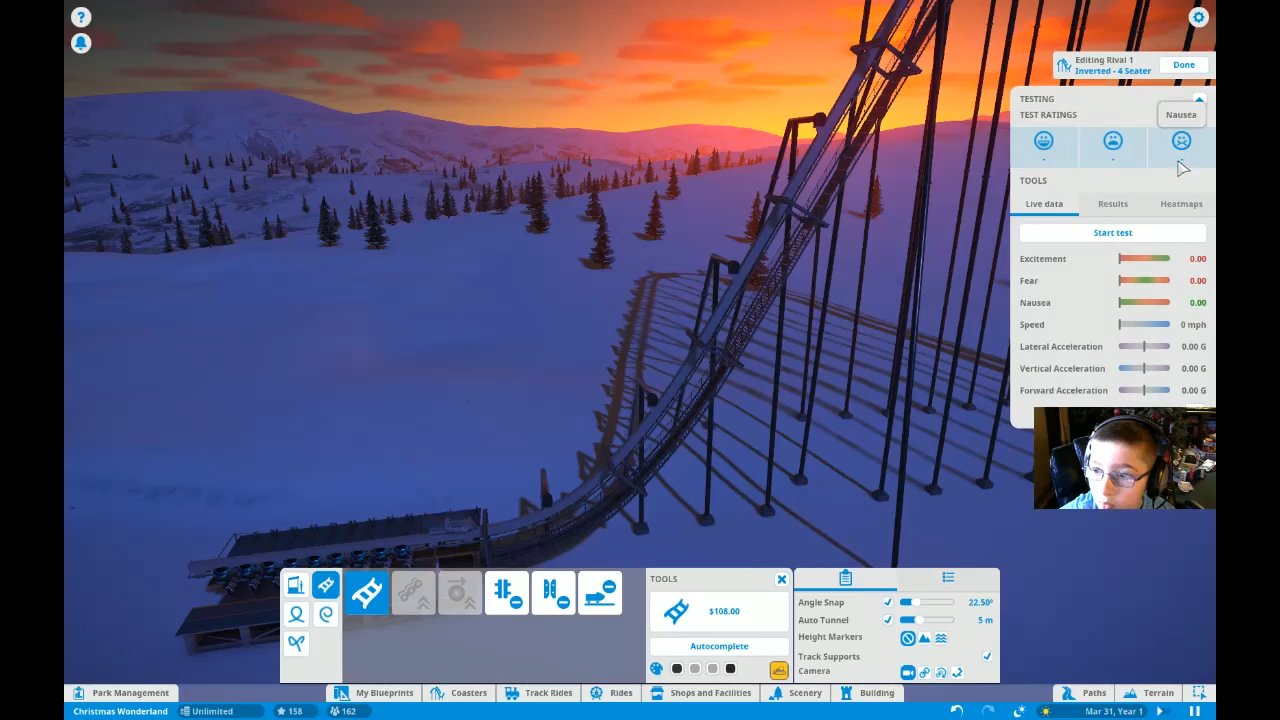 ?
Editing Rival 1
Inverted - 4 Seater
Done
TESTING
TEST RATINGS
Nausea
-
-
-
TOOLS
Live data
Results
Heatmaps
Start test
Excitement 0.00
Fear 0.00
Nausea 0.00
Speed 0 mph
Lateral Acceleration 0.00 G
Vertical Acceleration 0.00 G
Forward Acceleration 0.00 G
TOOLS
$108.00
Autocomplete
Angle Snap 22.50°
Auto Tunnel 5 m
Height Markers
Track Supports
Camera
Park Management
My Blueprints
Coasters
Track Rides
Rides
Shops and Facilities
Scenery
Building
Paths
Terrain
Christmas Wonderland
Unlimited
158
162
Mar 31, Year 1